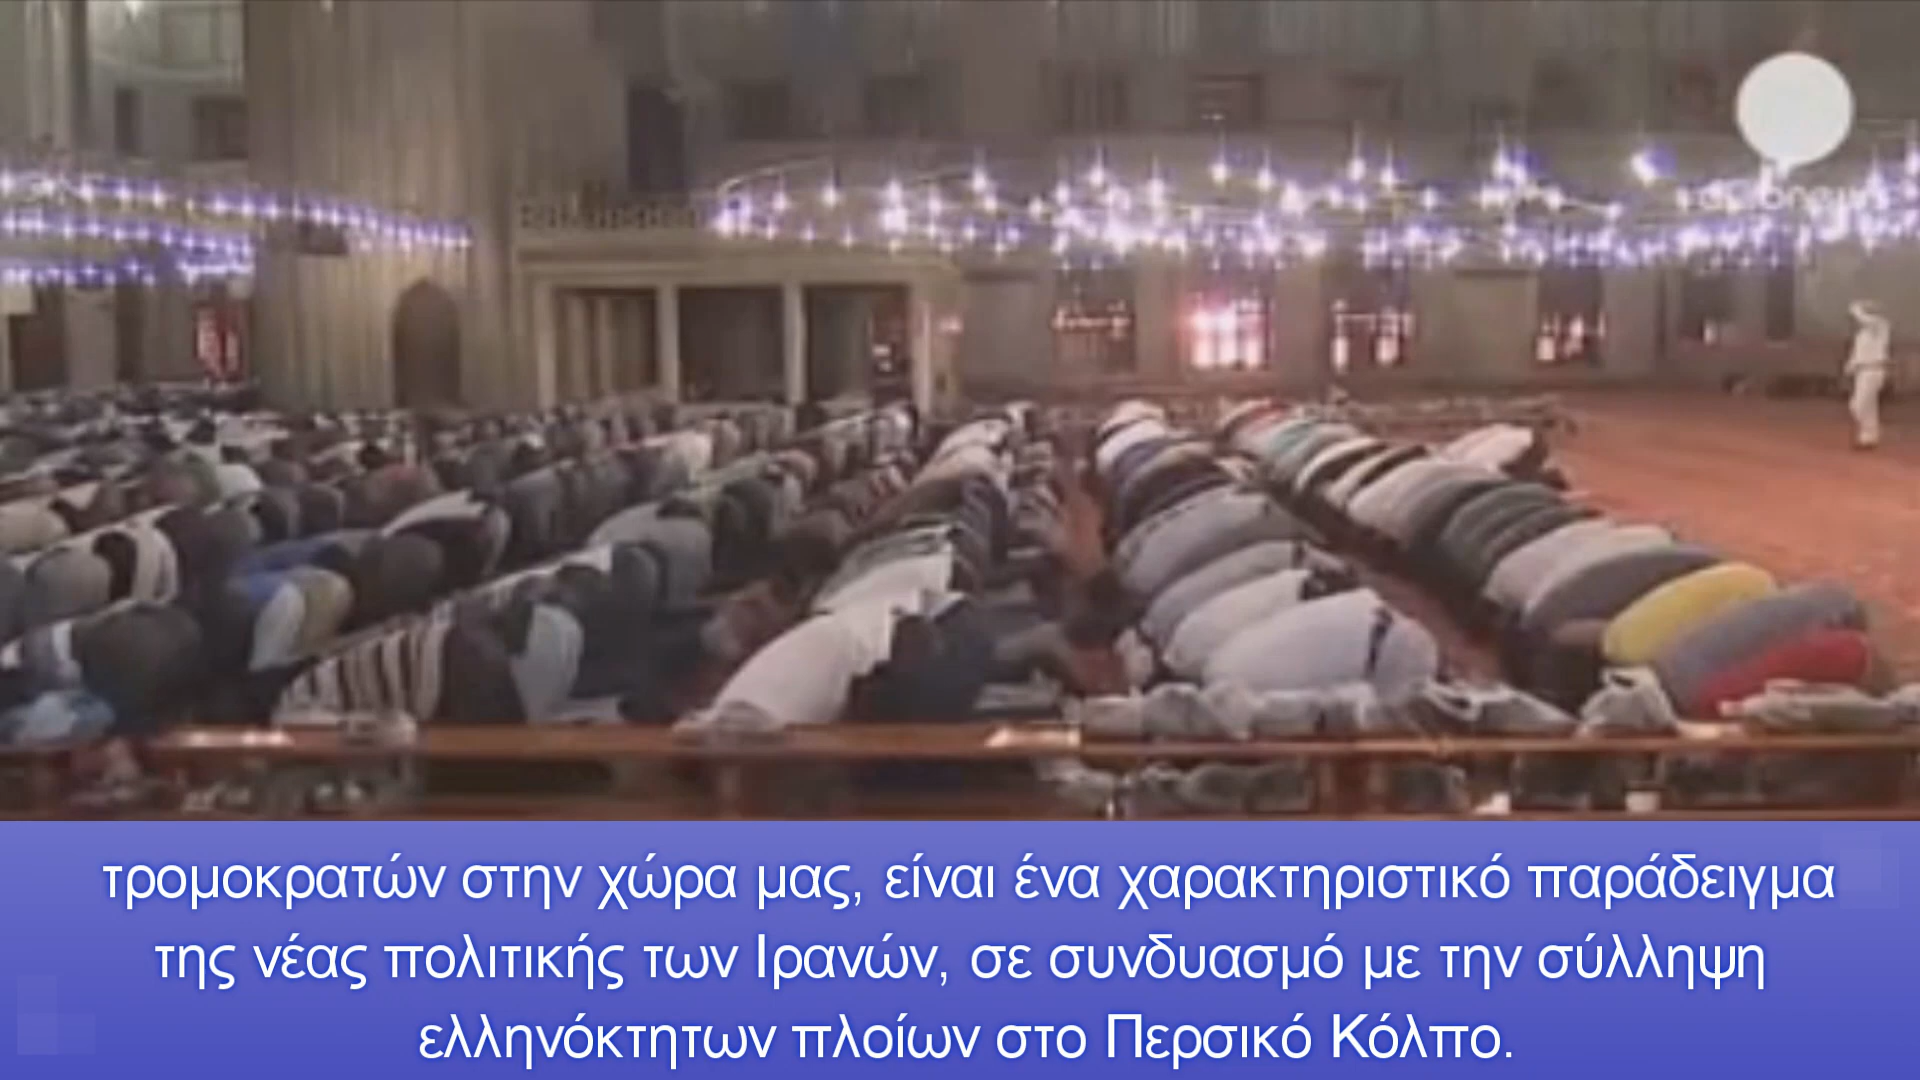 τρομοκρατών στην χώρα μας, είναι ένα χαρακτηριστικό παράδειγμα
της νέας πολιτικής των Ιρανών, σε συνδυασμό με την σύλληψη
ελληνόκτητων πλοίων στο Περσικό Κόλπο.